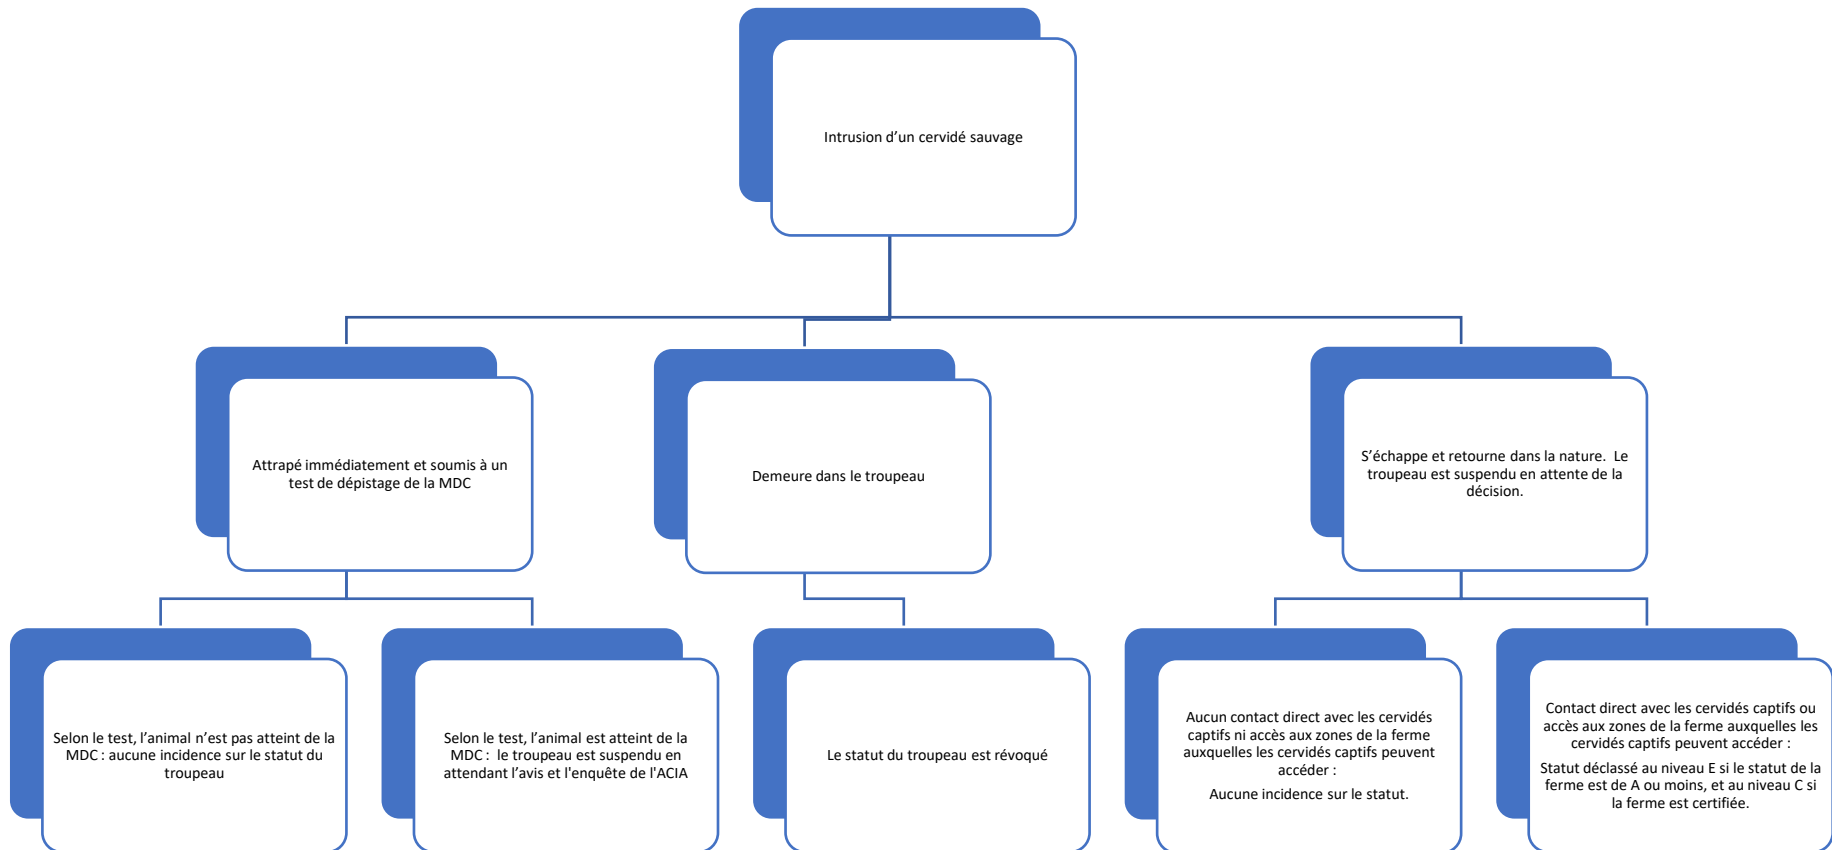 Intrusion d’un cervidé sauvage
Attrapé immédiatement et soumis à un
test de dépistage de la MDC
Demeure dans le troupeau
S’échappe et retourne dans la nature.  Le
troupeau est suspendu en attente de la
décision.
Selon le test, l’animal n’est pas atteint de la
MDC : aucune incidence sur le statut du
troupeau
Selon le test, l’animal est atteint de la
MDC :  le troupeau est suspendu en
attendant l’avis et l'enquête de l'ACIA
Le statut du troupeau est révoqué
Aucun contact direct avec les cervidés
captifs ni accès aux zones de la ferme
auxquelles les cervidés captifs peuvent
accéder :
Aucune incidence sur le statut.
Contact direct avec les cervidés captifs ou
accès aux zones de la ferme auxquelles les
cervidés captifs peuvent accéder :
Statut déclassé au niveau E si le statut de la
ferme est de A ou moins, et au niveau C si
la ferme est certifiée.